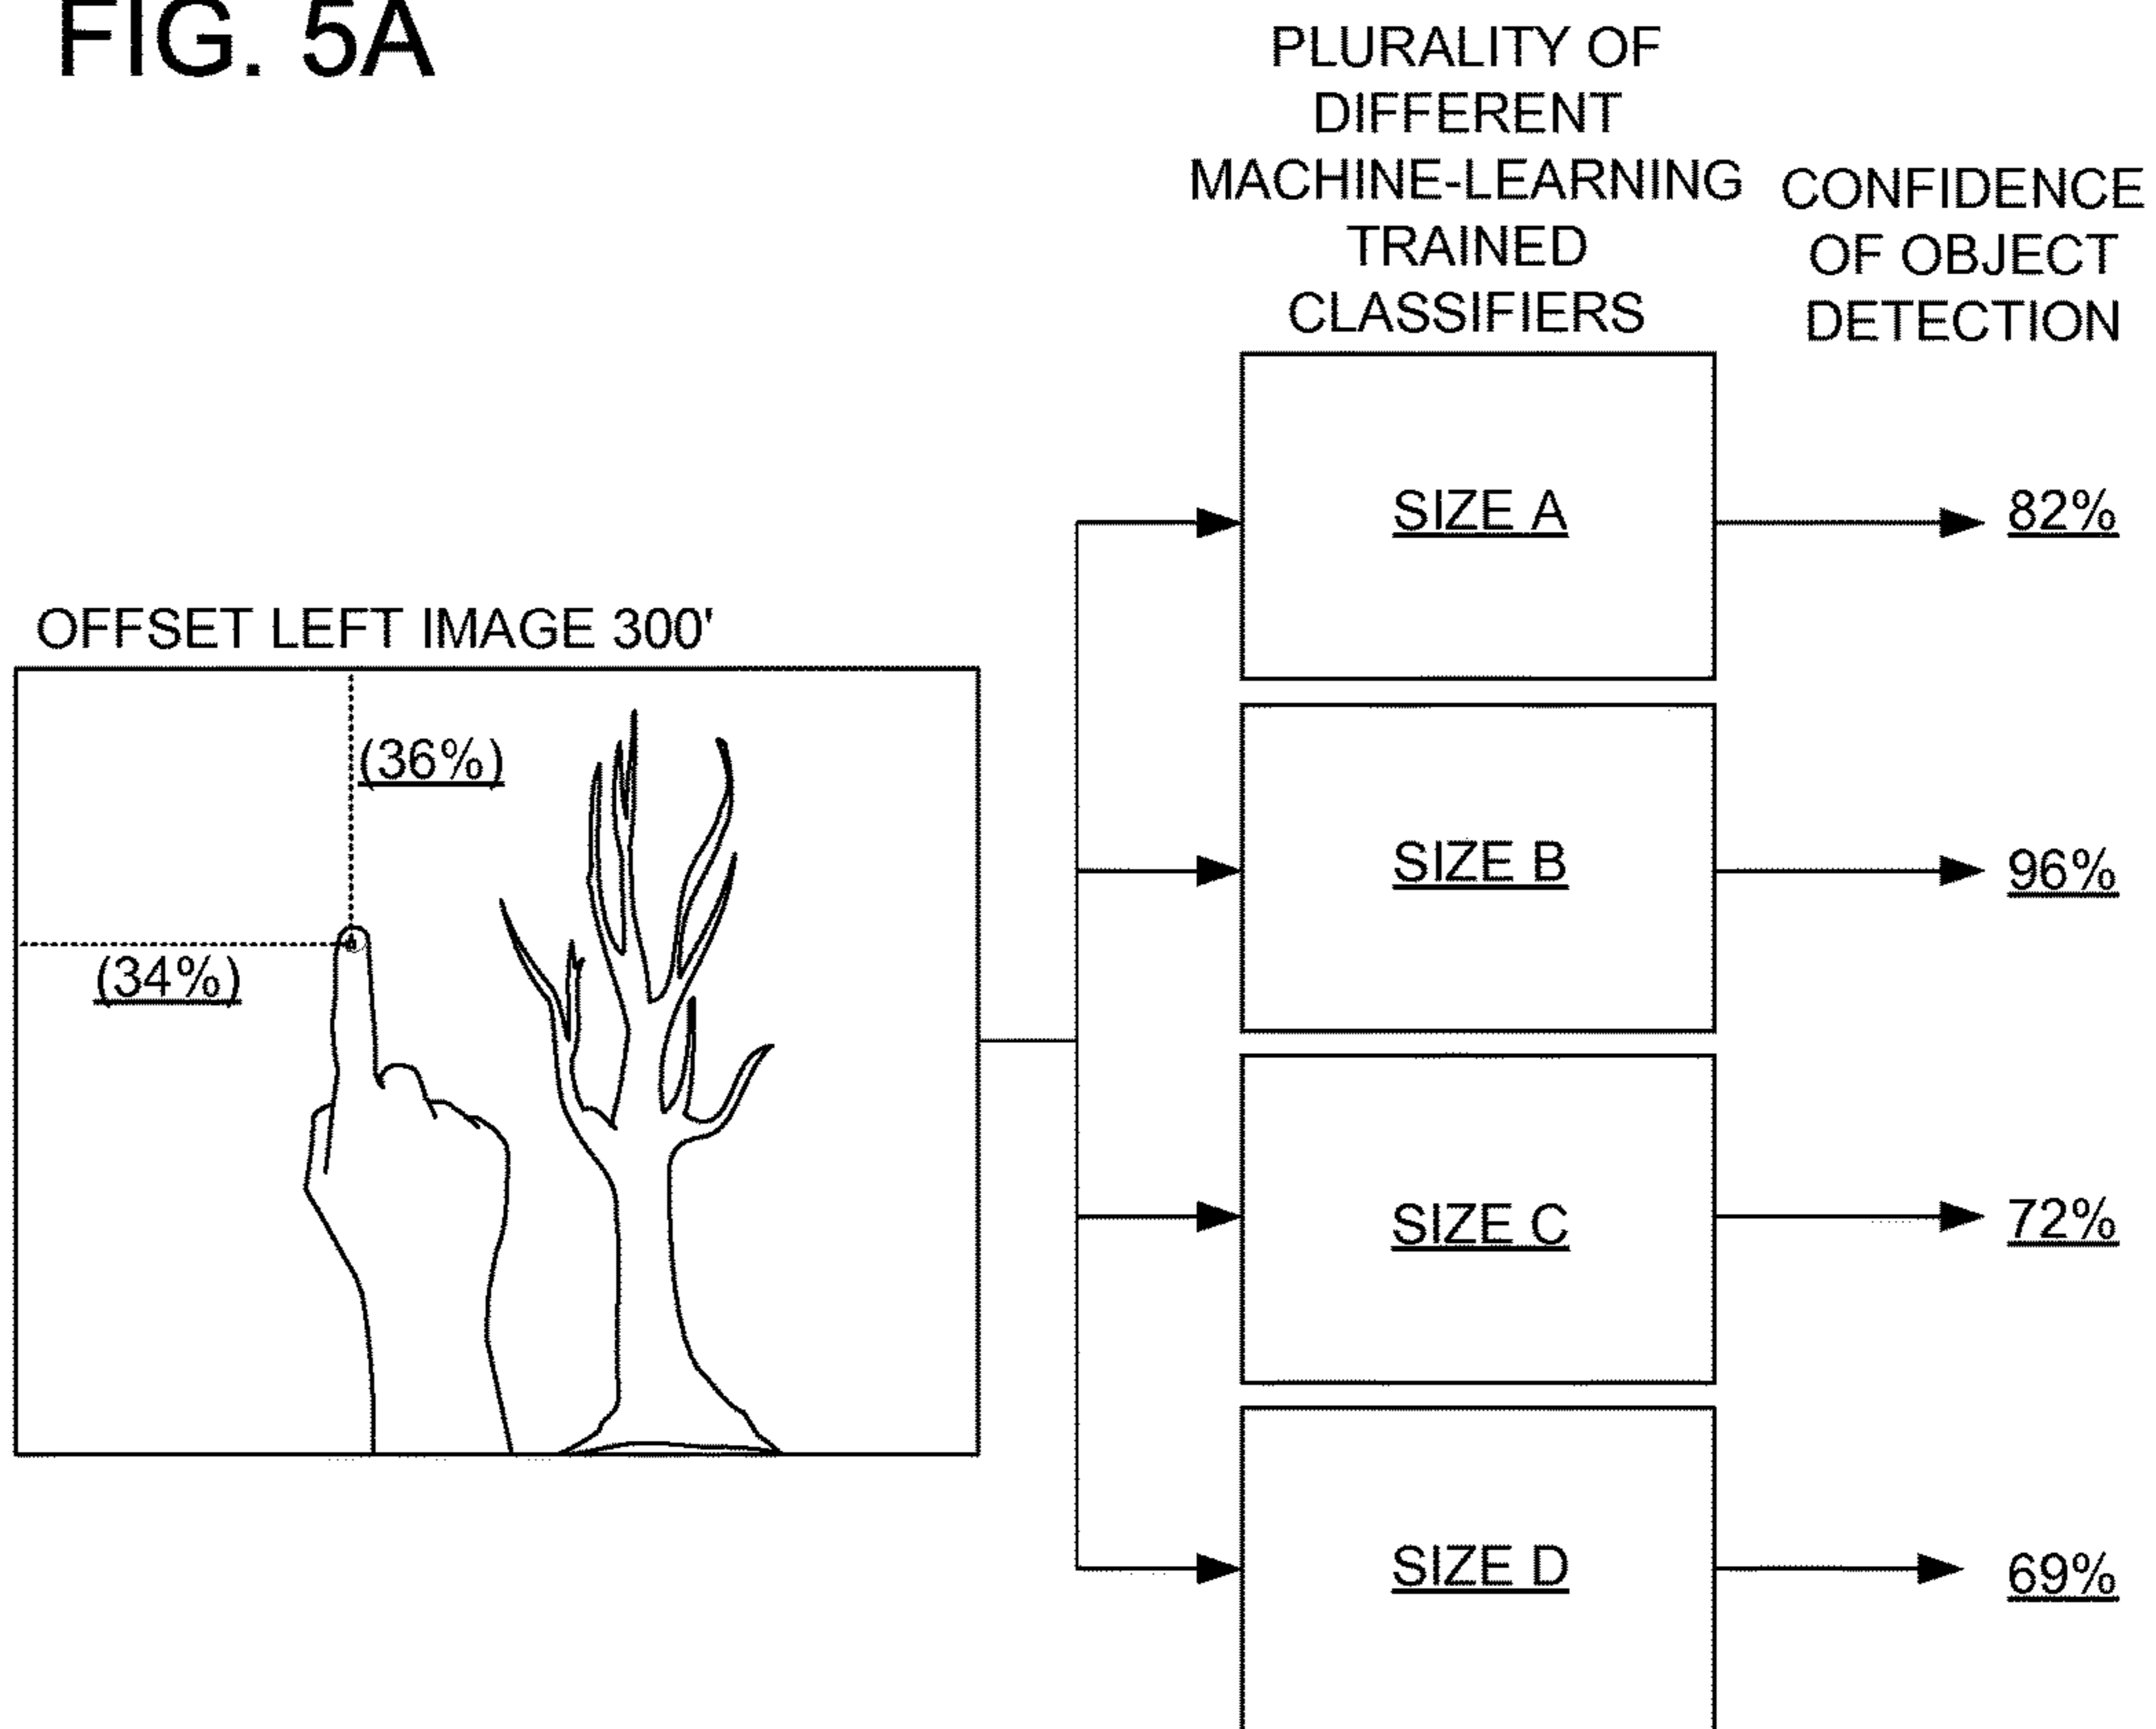 FIG. 5A
PLURALITY OF
DIFFERENT
MACHINE-LEARNING
TRAINED
CLASSIFIERS
CONFIDENCE
OF OBJECT
DETECTION
OFFSET LEFT IMAGE 300'
(36%)
(34%)
SIZE A
82%
SIZE B
96%
SIZE C
72%
SIZE D
69%